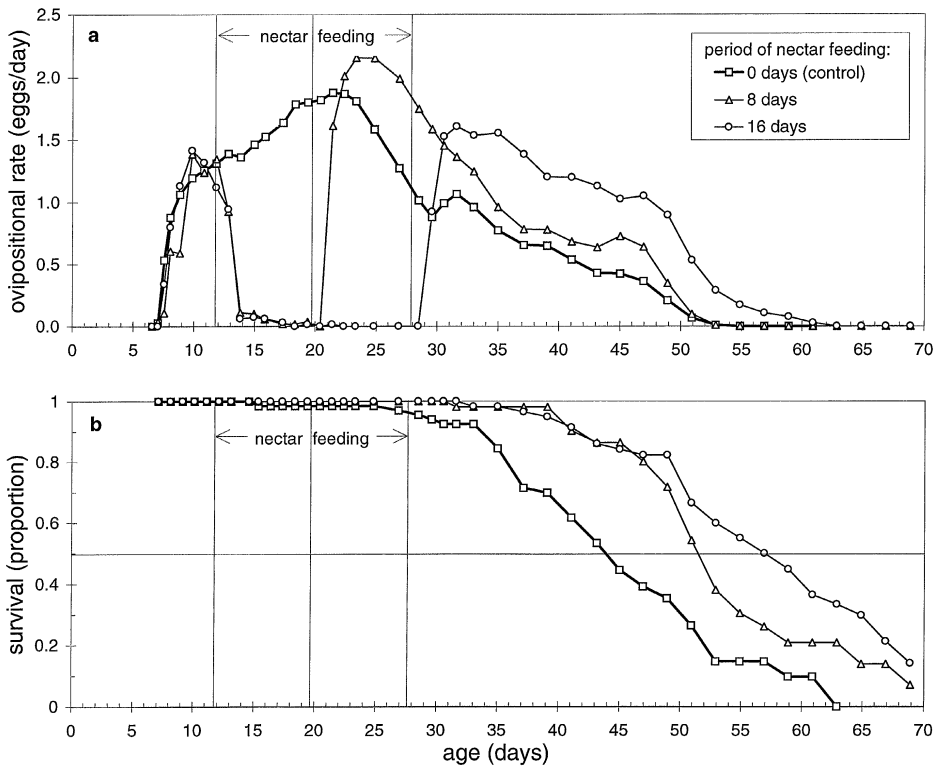 a
nectar feeding
period of nectar feeding:
0 days (control)
8 days
16 days
ovipositional rate (eggs/day)
2.5
2.0
1.5
1.0
0.5
0.0
0 5 10 15 20 25 30 35 40 45 50 55 60 65 70
b
nectar feeding
survival (proportion)
1
0.8
0.6
0.4
0.2
0
0 5 10 15 20 25 30 35 40 45 50 55 60 65 70
age (days)